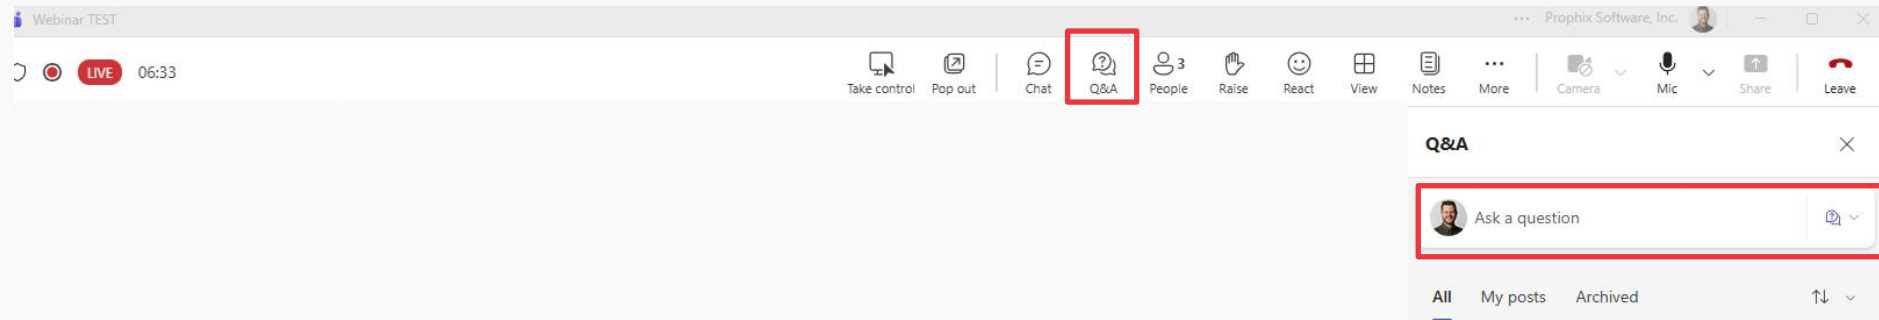 Webinar TEST
••• Prophix Software, Inc.
LIVE 06:33
Take control Pop out Chat Q&A People 3 Raise React View Notes More Camera Mic Share Leave
Q&A
Ask a question
All My posts Archived